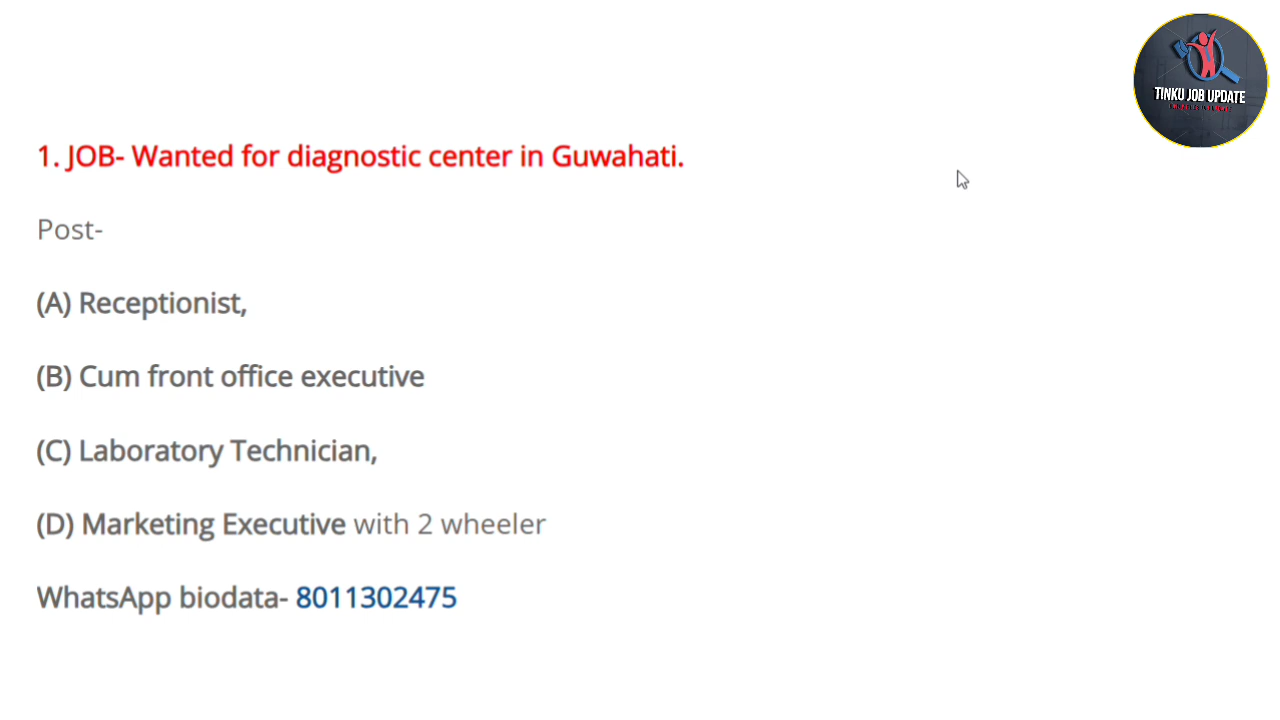 TINKU JOB UPDATE
1. JOB- Wanted for diagnostic center in Guwahati.
Post-
(A) Receptionist,
(B) Cum front office executive
(C) Laboratory Technician,
(D) Marketing Executive with 2 wheeler
WhatsApp biodata- 8011302475